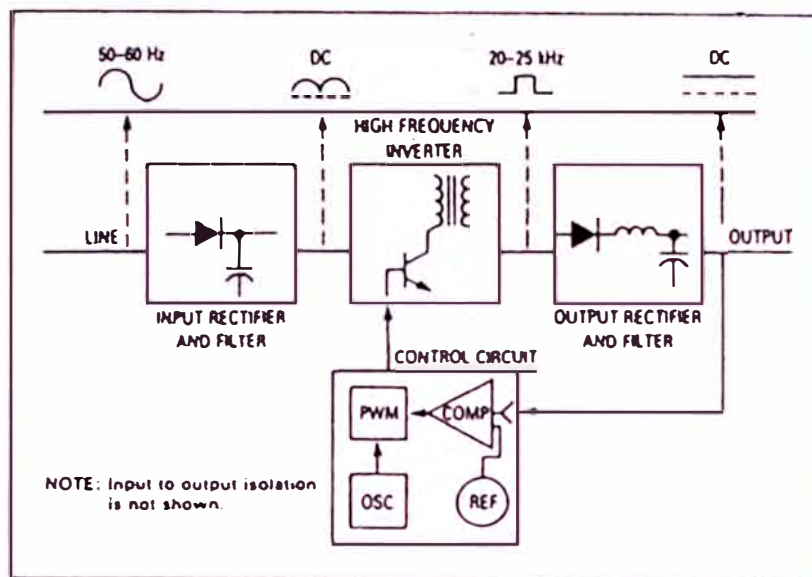 50-60 Hz
DC
20-25 kHz
DC
HIGH FREQUENCY
INVERTER
LINE
OUTPUT
INPUT RECTIFIER
AND FILTER
OUTPUT RECTIFIER
AND FILTER
CONTROL CIRCUIT
PWM
COMP
OSC
REF
NOTE: Input to output isolation
is not shown.